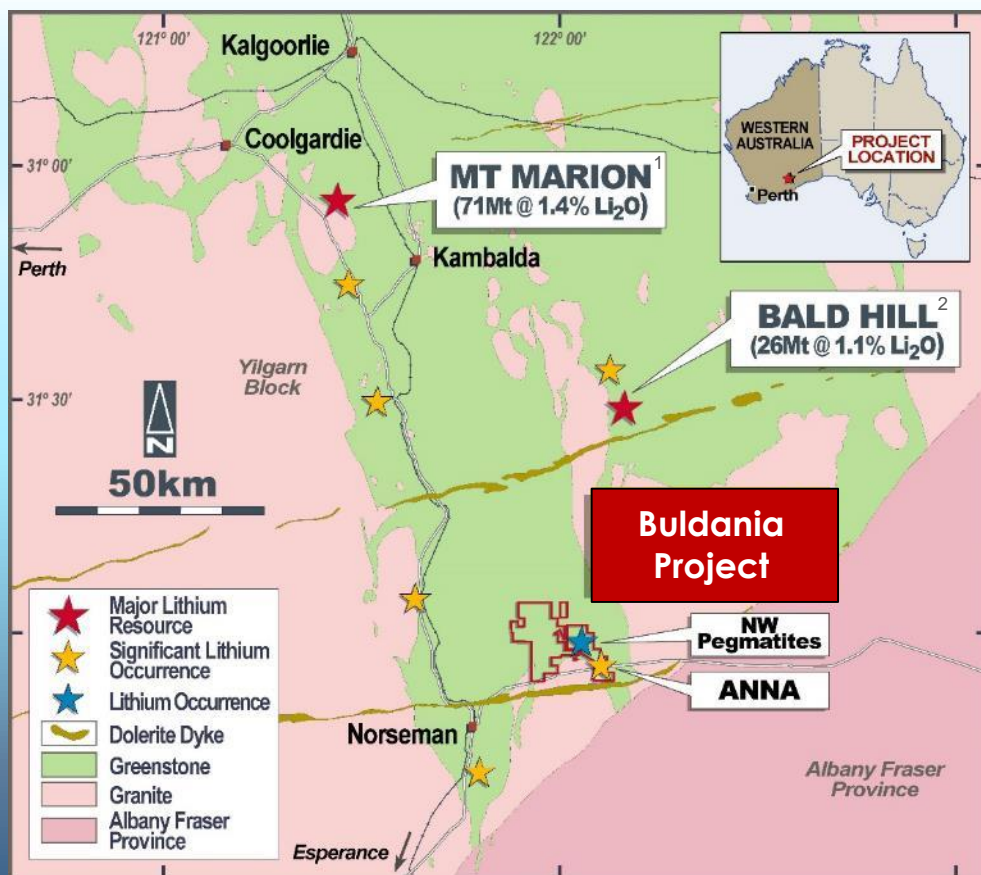 121° 00'
122° 00'
Kalgoorlie
Coolgardie
31° 00'
MT MARION1
(71Mt @ 1.4% Li2O)
Perth
Kambalda
WESTERN
AUSTRALIA
PROJECT
LOCATION
Perth
BALD HILL2
(26Mt @ 1.1% Li2O)
Yilgarn
Block
31° 30'
N
50km
Buldania
Project
NW
Pegmatites
ANNA
Norseman
Albany Fraser
Province
Esperance
Major Lithium
Resource
Significant Lithium
Occurrence
Lithium Occurrence
Dolerite Dyke
Greenstone
Granite
Albany Fraser
Province